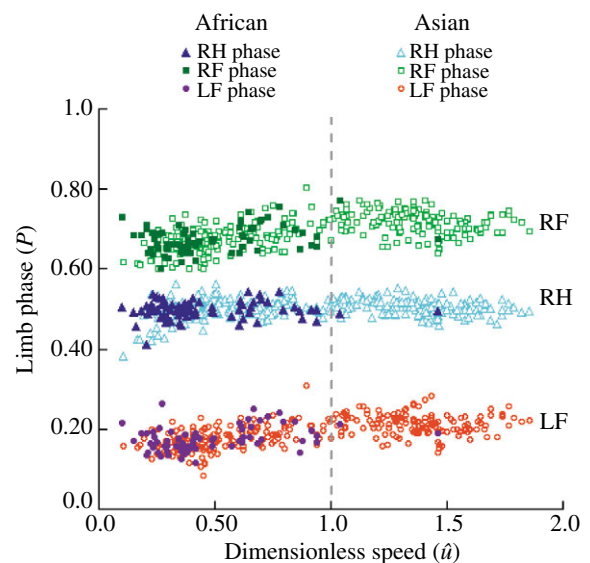 African Asian
RH phase RH phase
RF phase RF phase
LF phase LF phase
1.0
0.80
0.60
0.40
0.20
0.0
Limb phase (P)
RF
RH
LF
0.0 0.50 1.0 1.5 2.0
Dimensionless speed (û)